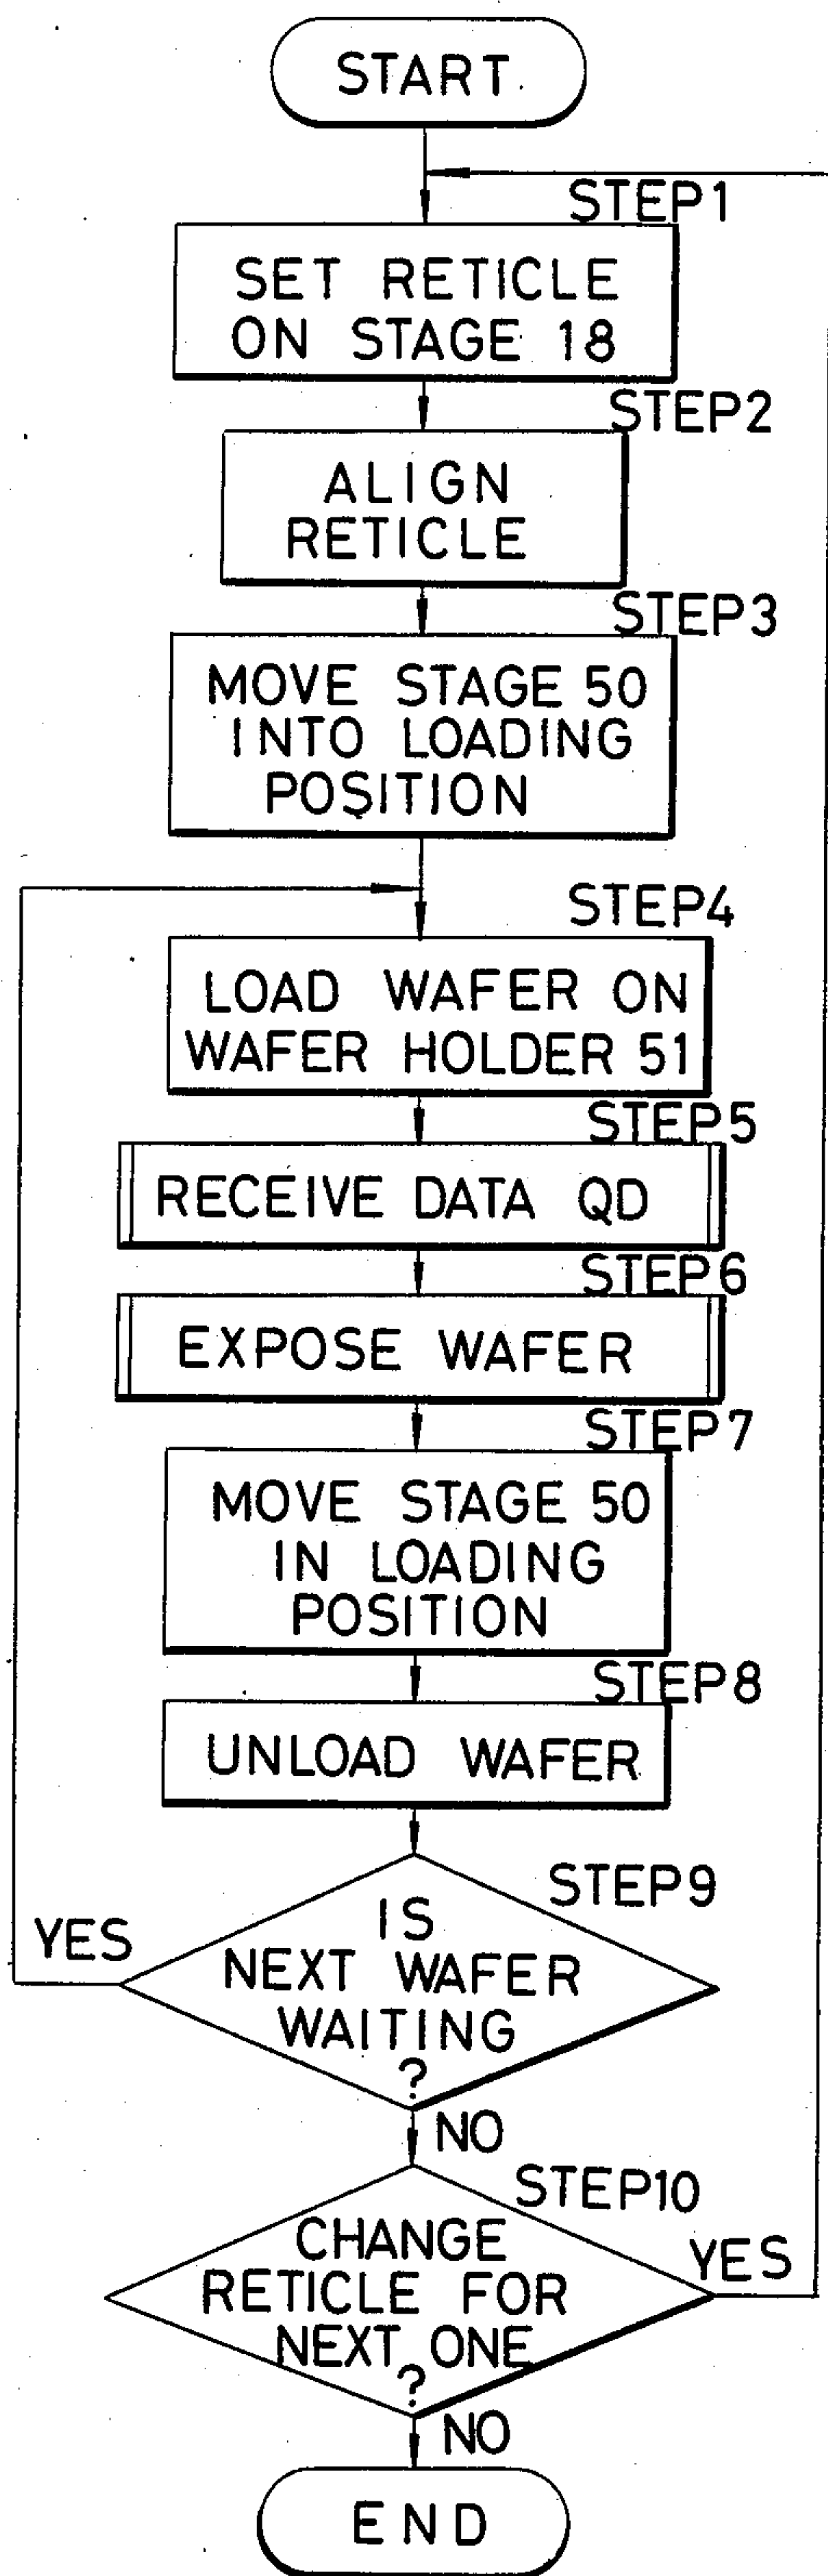 START
STEP1
SET RETICLE
ON STAGE 18
STEP2
ALIGN
RETICLE
STEP3
MOVE STAGE 50
INTO LOADING
POSITION
STEP4
LOAD WAFER ON
WAFER HOLDER 51
STEP5
RECEIVE DATA QD
STEP6
EXPOSE WAFER
STEP7
MOVE STAGE 50
IN LOADING
POSITION
STEP8
UNLOAD WAFER
STEP9
IS
NEXT WAFER
WAITING
?
YES
NO
STEP10
CHANGE
RETICLE FOR
NEXT ONE
?
YES
NO
END